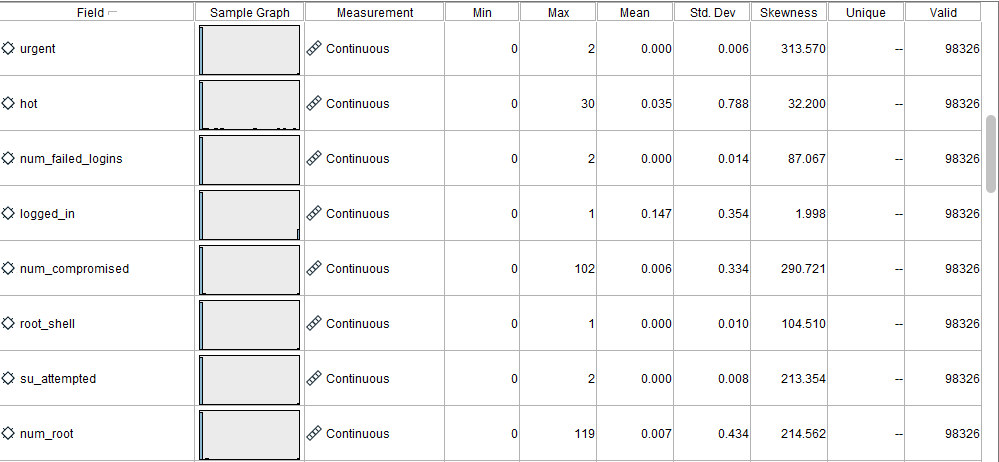 Field Sample Graph Measurement Min Max Mean Std. Dev Skewness Unique Valid
urgent Continuous 0 2 0.000 0.006 313.570 -- 98326
hot Continuous 0 30 0.035 0.788 32.200 -- 98326
num_failed_logins Continuous 0 2 0.000 0.014 87.067 -- 98326
logged_in Continuous 0 1 0.147 0.354 1.998 -- 98326
num_compromised Continuous 0 102 0.006 0.334 290.721 -- 98326
root_shell Continuous 0 1 0.000 0.010 104.510 -- 98326
su_attempted Continuous 0 2 0.000 0.008 213.354 -- 98326
num_root Continuous 0 119 0.007 0.434 214.562 -- 98326